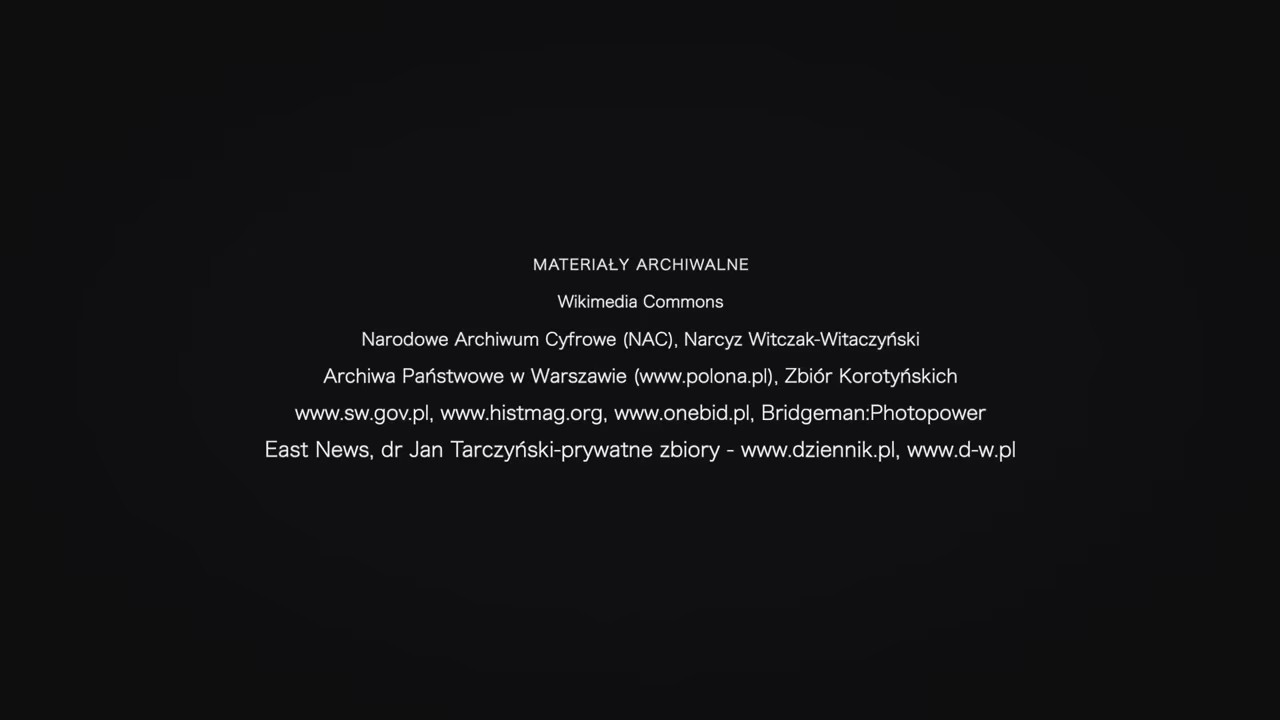 MATERIAŁY ARCHIWALNE
Wikimedia Commons
Narodowe Archiwum Cyfrowe (NAC), Narcyz Witczak-Witaczyński
Archiwa Państwowe w Warszawie (www.polona.pl), Zbiór Korotyńskich
www.sw.gov.pl, www.histmag.org, www.onebid.pl, Bridgeman:Photopower
East News, dr Jan Tarczyński-prywatne zbiory - www.dziennik.pl, www.d-w.pl